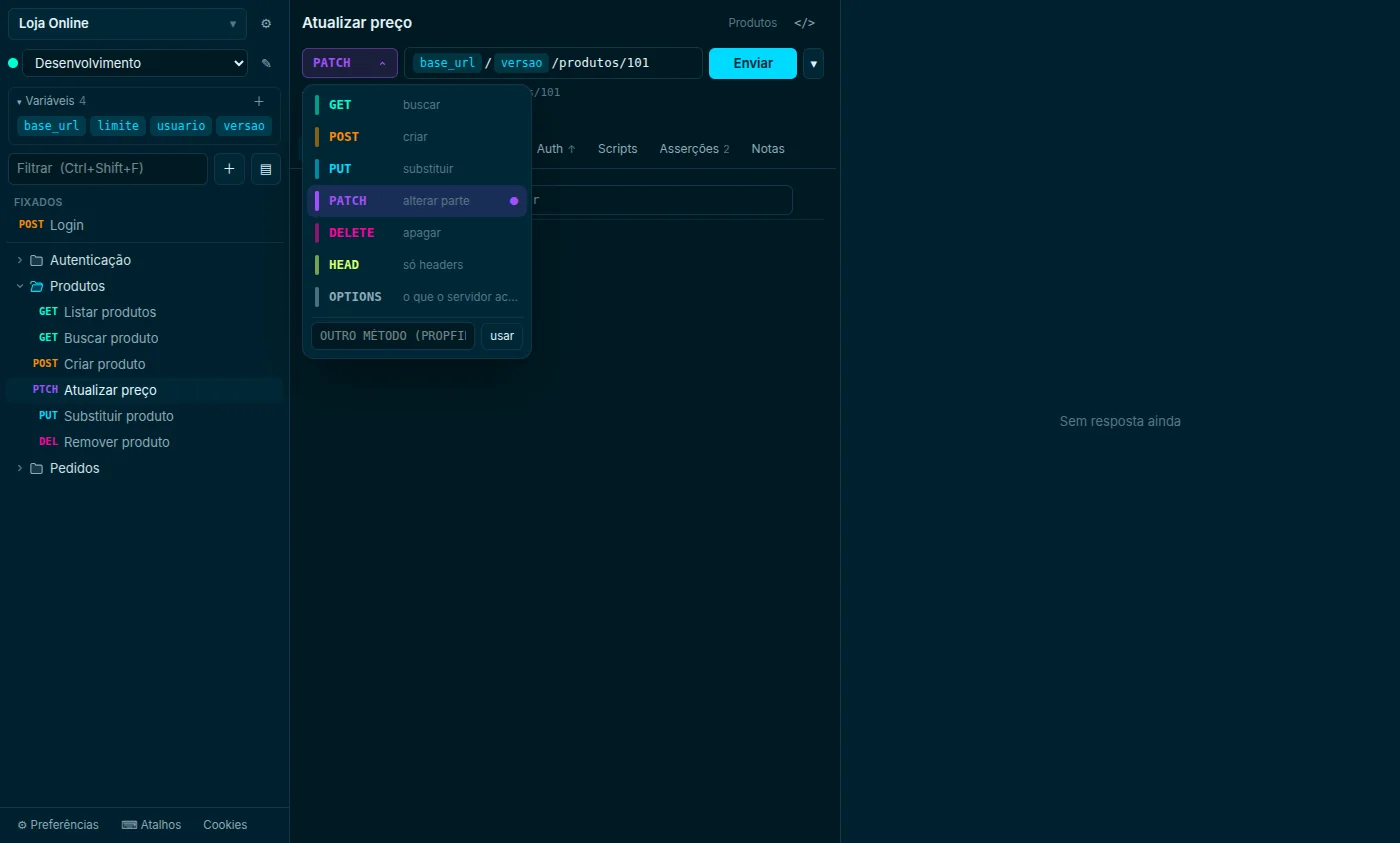 Loja Online
Desenvolvimento
Variáveis 4
base_url limite usuario versao
Filtrar (Ctrl+Shift+F)
FIXADOS
POST Login
Autenticação
Produtos
GET Listar produtos
GET Buscar produto
POST Criar produto
PTCH Atualizar preço
PUT Substituir produto
DEL Remover produto
Pedidos
Preferências Atalhos Cookies
Atualizar preço
Produtos </>
PATCH base_url / versao /produtos/101 Enviar
s/101
Auth ↑ Scripts Asserções 2 Notas
r
GET buscar
POST criar
PUT substituir
PATCH alterar parte
DELETE apagar
HEAD só headers
OPTIONS o que o servidor ac...
OUTRO MÉTODO (PROPFI usar
Sem resposta ainda